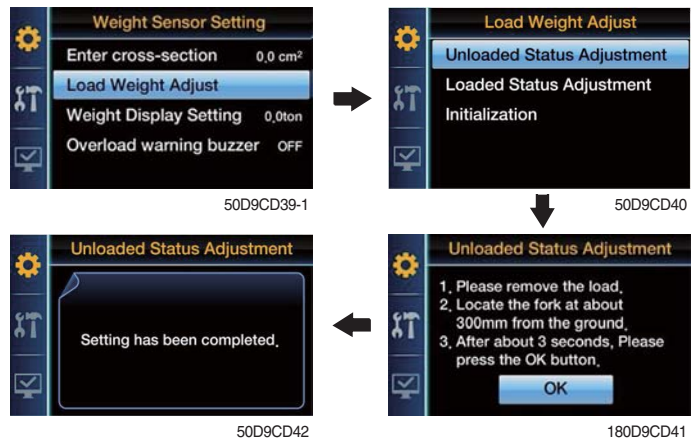 Weight Sensor Setting
Enter cross-section 0,0 cm²
Load Weight Adjust
Weight Display Setting 0,0ton
Overload warning buzzer OFF
50D9CD39-1
Load Weight Adjust
Unloaded Status Adjustment
Loaded Status Adjustment
Initialization
50D9CD40
Unloaded Status Adjustment
1. Please remove the load.
2. Locate the fork at about
300mm from the ground.
3. After about 3 seconds, Please
press the OK button.
OK
180D9CD41
Unloaded Status Adjustment
Setting has been completed.
50D9CD42